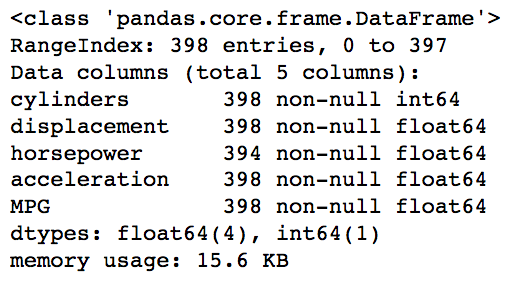 <class 'pandas.core.frame.DataFrame'>
RangeIndex: 398 entries, 0 to 397
Data columns (total 5 columns):
cylinders       398 non-null int64
displacement    398 non-null float64
horsepower      394 non-null float64
acceleration    398 non-null float64
MPG             398 non-null float64
dtypes: float64(4), int64(1)
memory usage: 15.6 KB